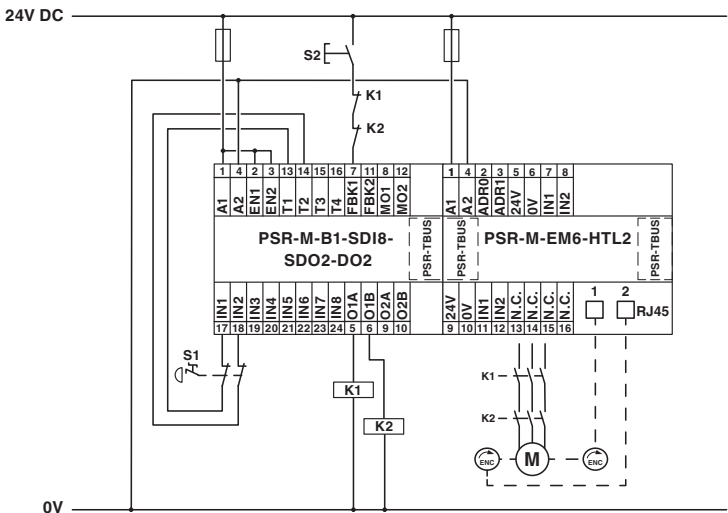 24V DC
S2
K1
K2
1 4 2 3 13 14 15 16 7 11 8 12
A1 A2 EN1 EN2 T1 T2 T3 T4 FBK1 FBK2 MO1 MO2
1 4 2 3 5 6 7 8
A1 A2 ADR0 ADR1 24V 0V IN1 IN2
PSR-M-B1-SDI8-
SDO2-DO2
PSR-TBUS
PSR-TBUS
PSR-M-EM6-HTL2
PSR-TBUS
IN1 IN2 IN3 IN4 IN5 IN6 IN7 IN8 O1A O1B O2A O2B
17 18 19 20 21 22 23 24 5 6 9 10
24V 0V IN1 IN2 N.C. N.C. N.C. N.C.
9 10 11 12 13 14 15 16
1 2
RJ45
S1
K1
K2
K1
K2
ENC
M
ENC
0V